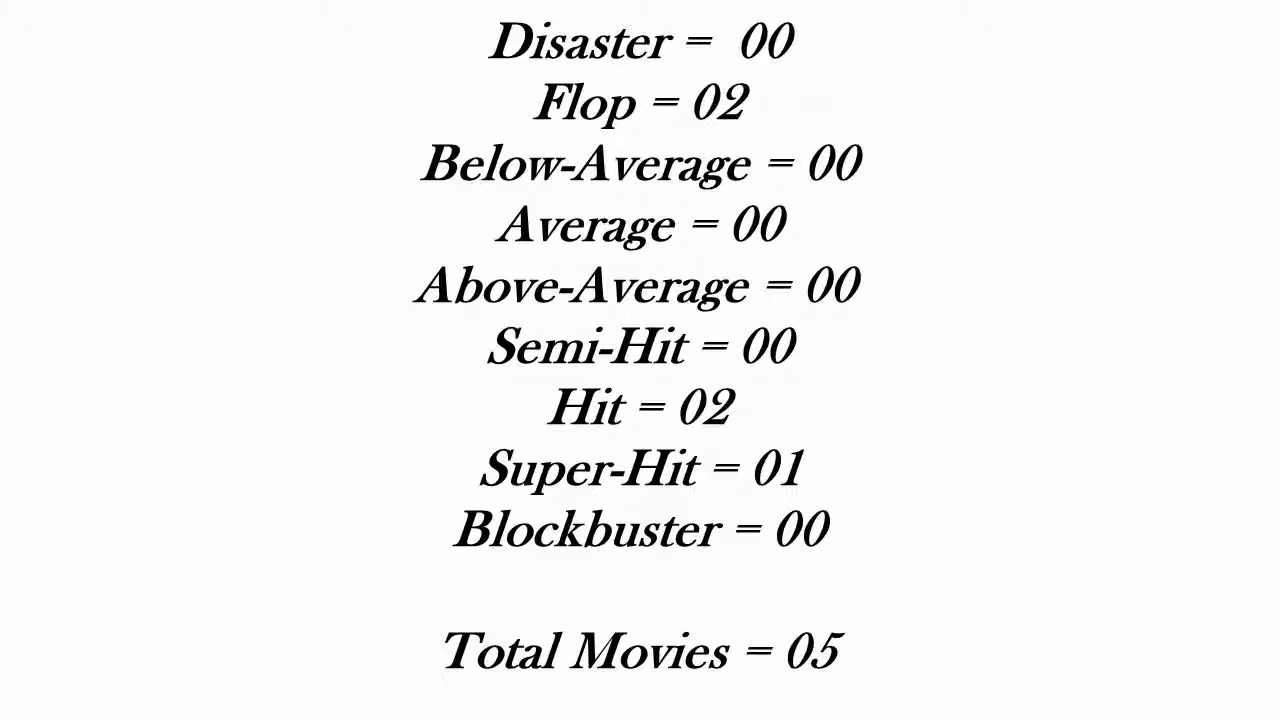 Disaster = 00
Flop = 02
Below-Average = 00
Average = 00
Above-Average = 00
Semi-Hit = 00
Hit = 02
Super-Hit = 01
Blockbuster = 00
Total Movies = 05